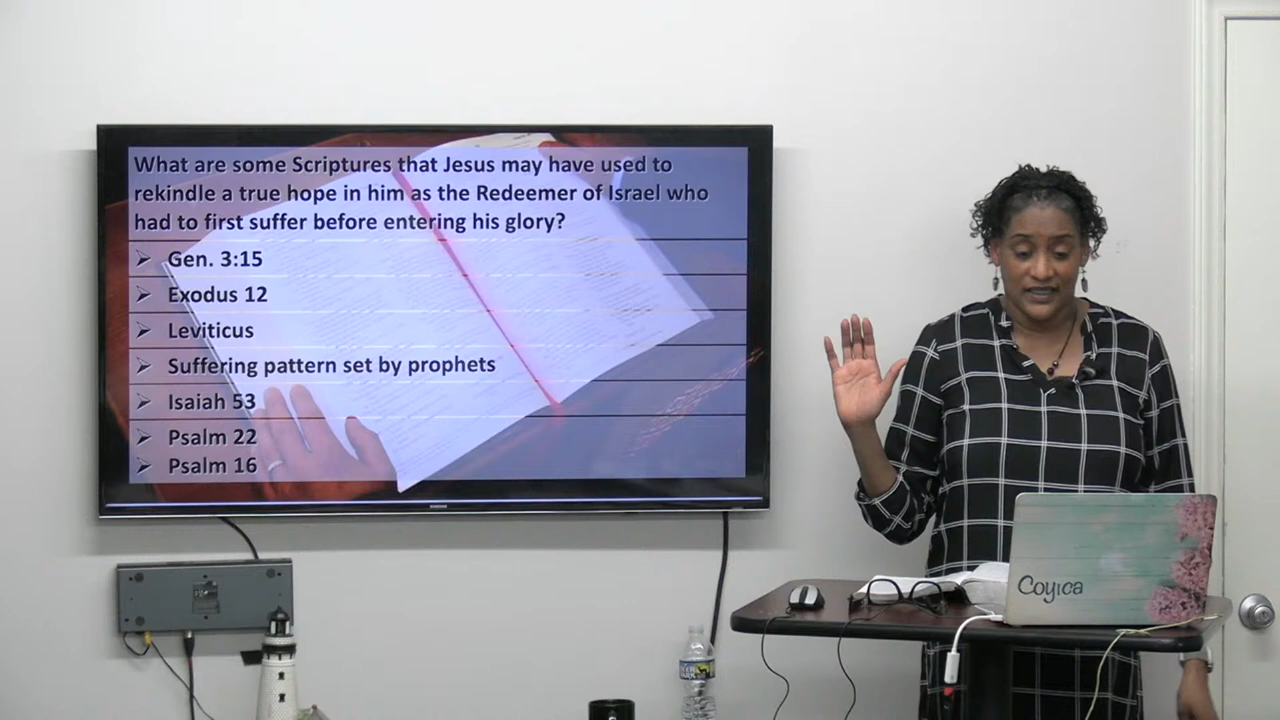 What are some Scriptures that Jesus may have used to
rekindle a true hope in him as the Redeemer of Israel who
had to first suffer before entering his glory?
Gen. 3:15
Exodus 12
Leviticus
Suffering pattern set by prophets
Isaiah 53
Psalm 22
Psalm 16
SAMSUNG
Coyica